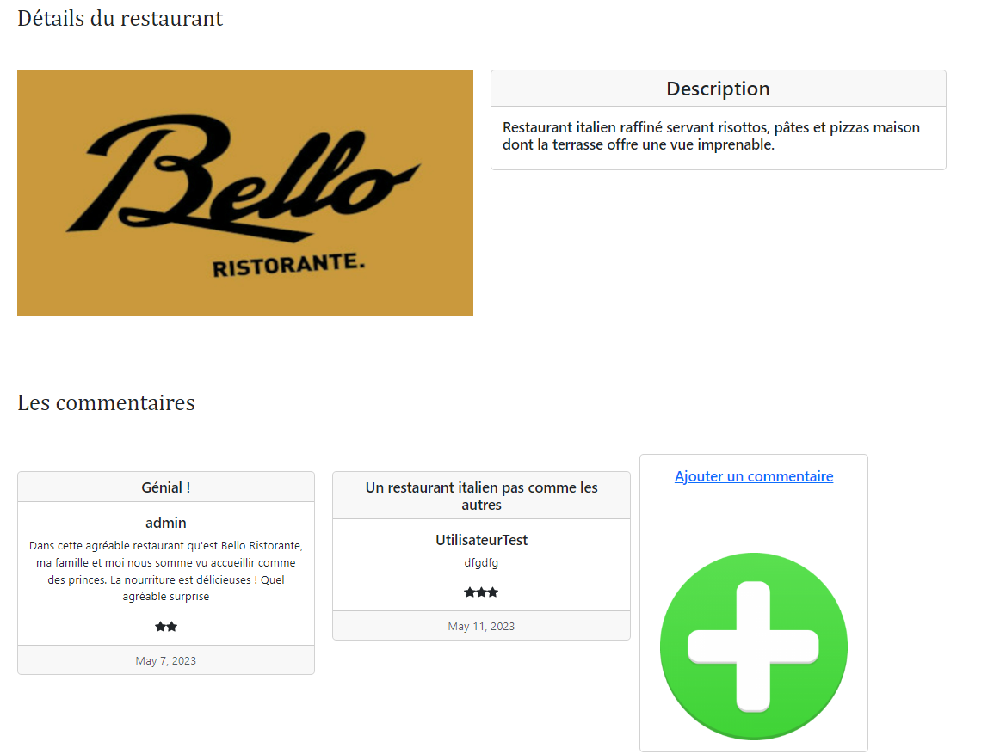 Détails du restaurant
Bello
RISTORANTE.
Description
Restaurant italien raffiné servant risottos, pâtes et pizzas maison
dont la terrasse offre une vue imprenable.
Les commentaires
Génial !
admin
Dans cette agréable restaurant qu'est Bello Ristorante,
ma famille et moi nous somme vu accueillir comme
des princes. La nourriture est délicieuses ! Quel
agréable surprise
★★
May 7, 2023
Un restaurant italien pas comme les
autres
UtilisateurTest
dfgdfg
★★★
May 11, 2023
Ajouter un commentaire